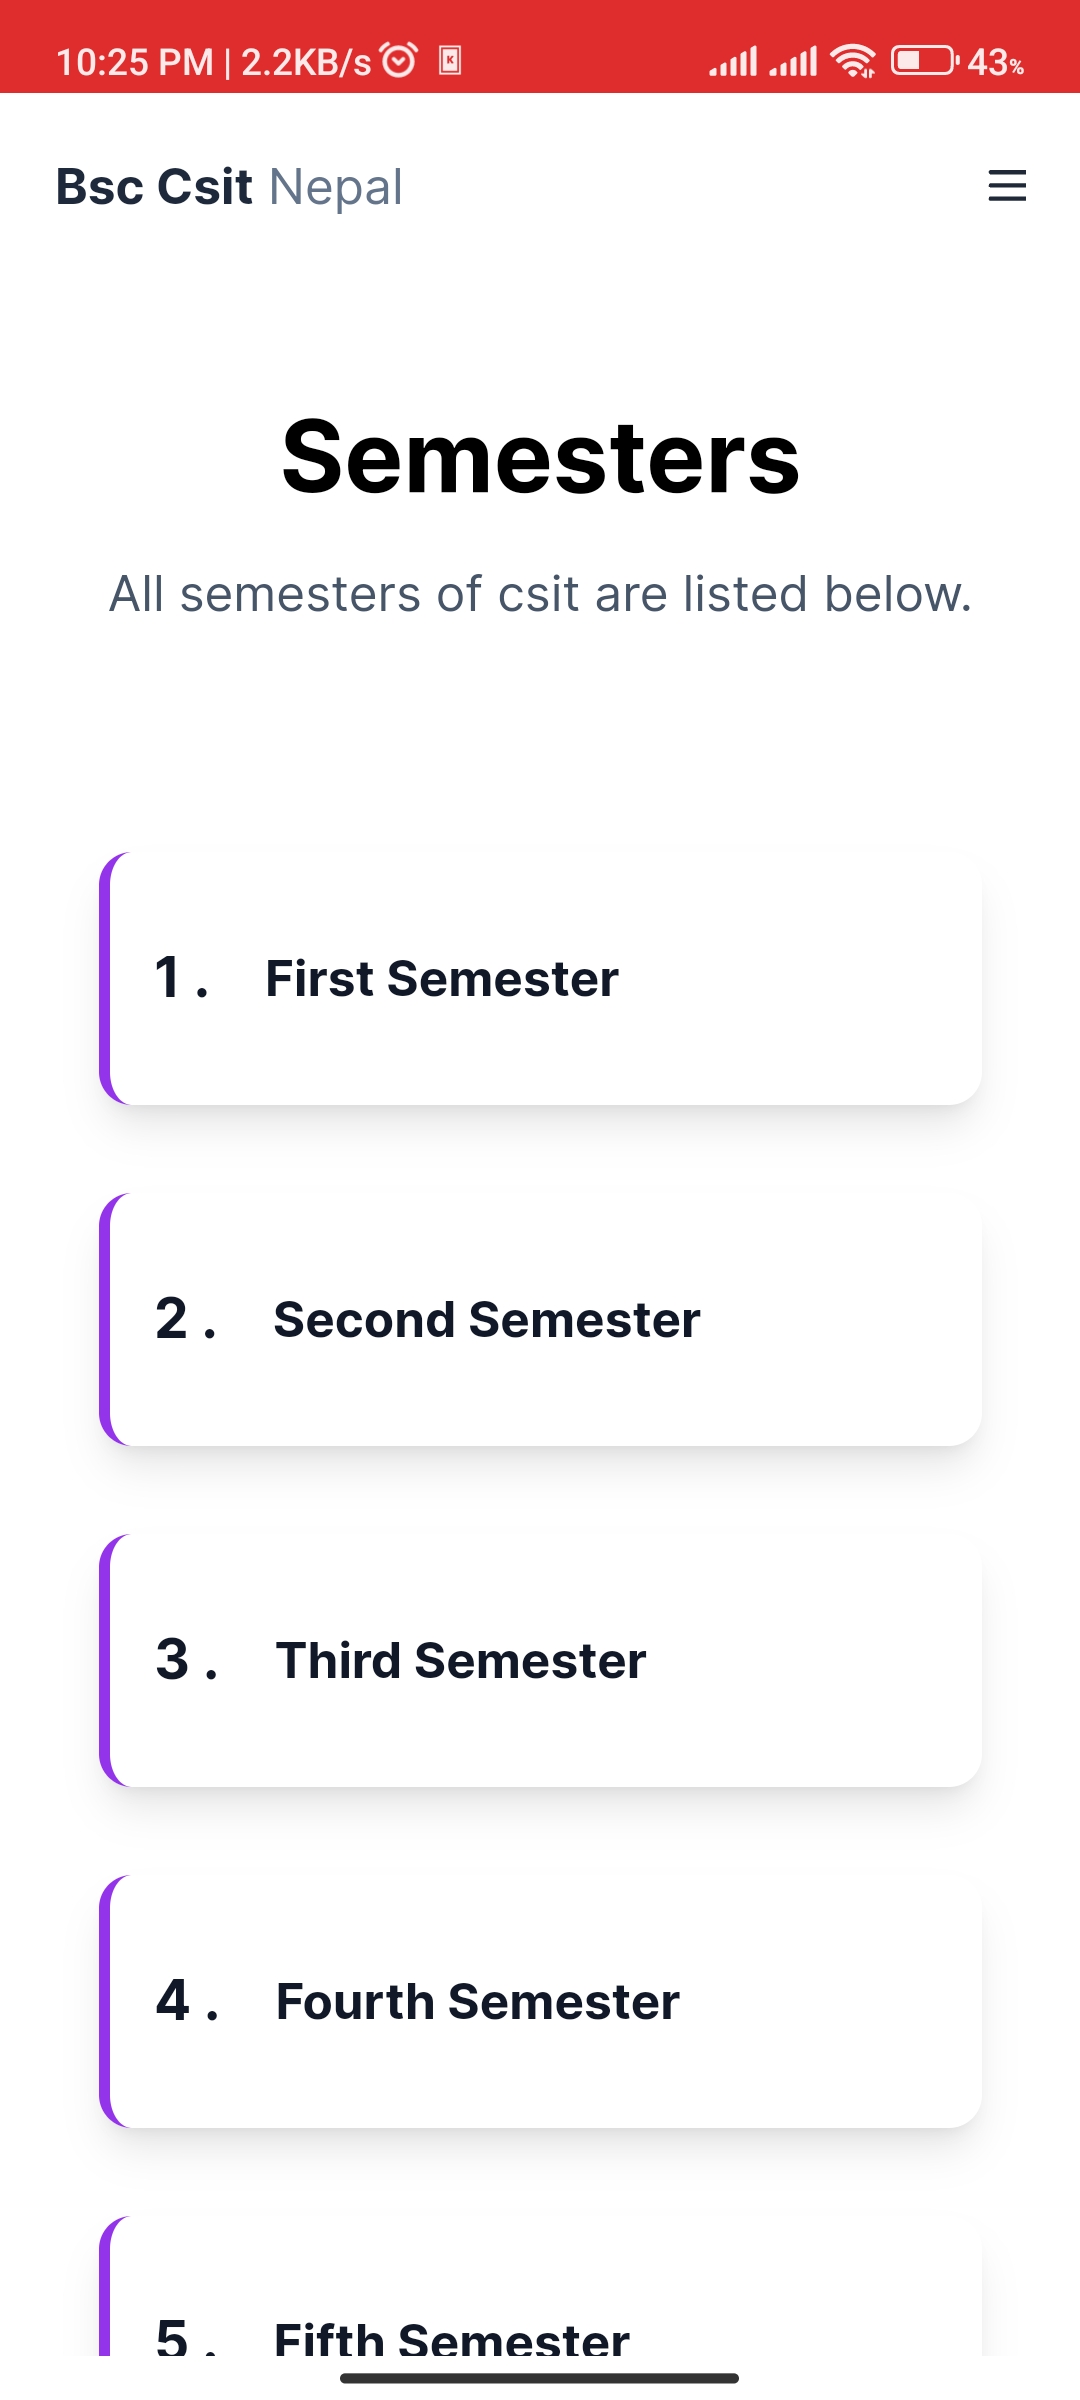 10:25 PM | 2.2KB/s K 43%
Bsc Csit Nepal
Semesters
All semesters of csit are listed below.
1 . First Semester
2 . Second Semester
3 . Third Semester
4 . Fourth Semester
5 . Fifth Semester